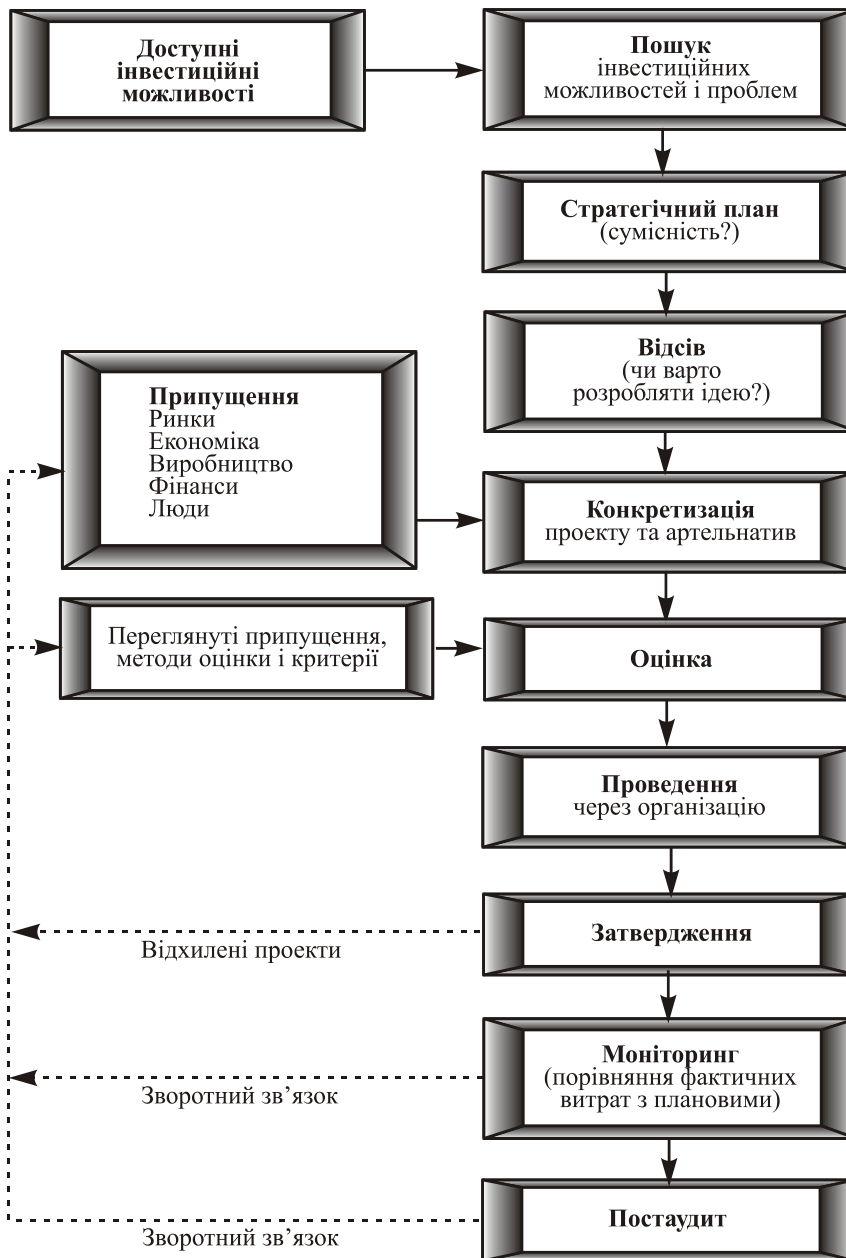 Доступні
інвестиційні
можливості
Пошук
інвестиційних
можливостей і проблем
Стратегічний план
(сумісність?)
Відсів
(чи варто
розробляти ідею?)
Припущення
Ринки
Економіка
Виробництво
Фінанси
Люди
Конкретизація
проекту та артельнатив
Переглянуті припущення,
методи оцінки і критерії
Оцінка
Проведення
через організацію
Затвердження
Відхилені проекти
Моніторинг
(порівняння фактичних
витрат з плановими)
Зворотний зв’язок
Постаудит
Зворотний зв’язок